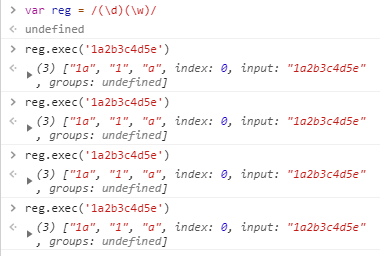 > var reg = /(\d)(\w)/
< undefined
> reg.exec('1a2b3c4d5e')
< ▶ (3) ["1a", "1", "a", index: 0, input: "1a2b3c4d5e"
, groups: undefined]
> reg.exec('1a2b3c4d5e')
< ▶ (3) ["1a", "1", "a", index: 0, input: "1a2b3c4d5e"
, groups: undefined]
> reg.exec('1a2b3c4d5e')
< ▶ (3) ["1a", "1", "a", index: 0, input: "1a2b3c4d5e"
, groups: undefined]
> reg.exec('1a2b3c4d5e')
< ▶ (3) ["1a", "1", "a", index: 0, input: "1a2b3c4d5e"
, groups: undefined]